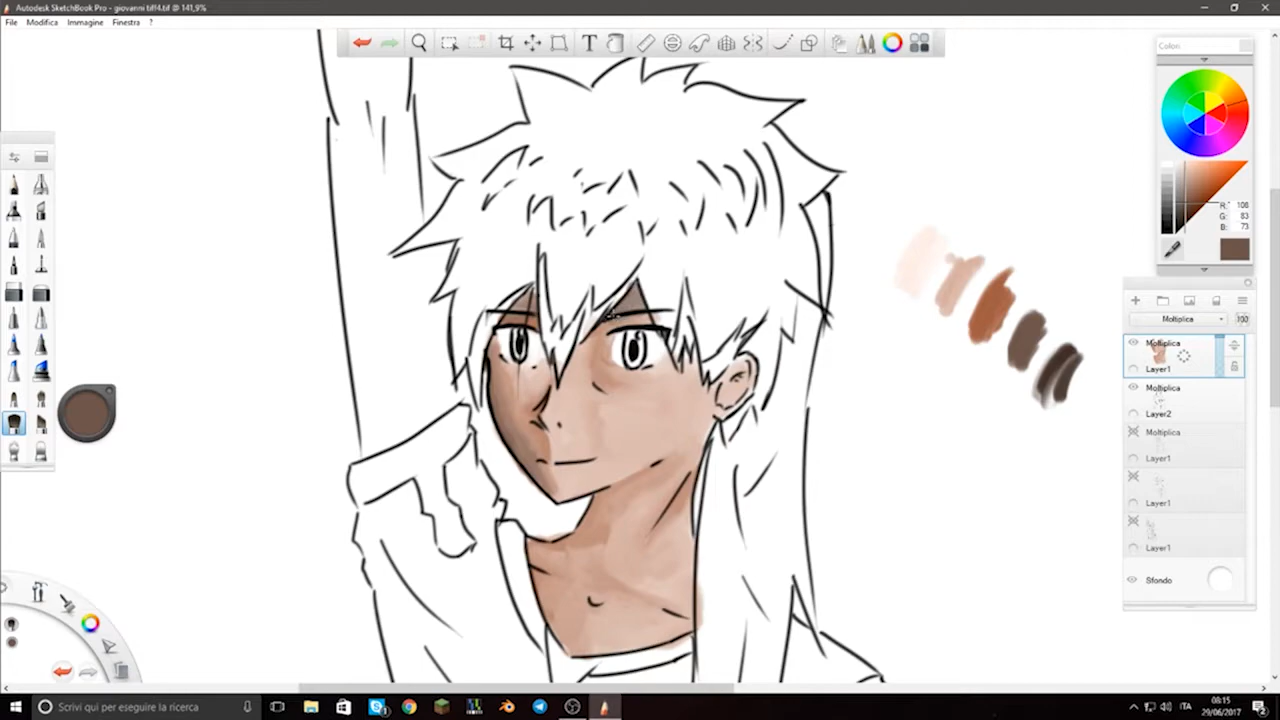 Autodesk SketchBook Pro - giovanni tif!4.tif @ 141,9%
File Modifica Immagine Finestra ?
Colori
R: 108
G: 83
B: 73
Moltiplica 100
Moltiplica
Layer1
Moltiplica
Layer2
Moltiplica
Layer1
Layer1
Layer1
Sfondo
Scrivi qui per eseguire la ricerca
ITA
08:15
29/06/2017